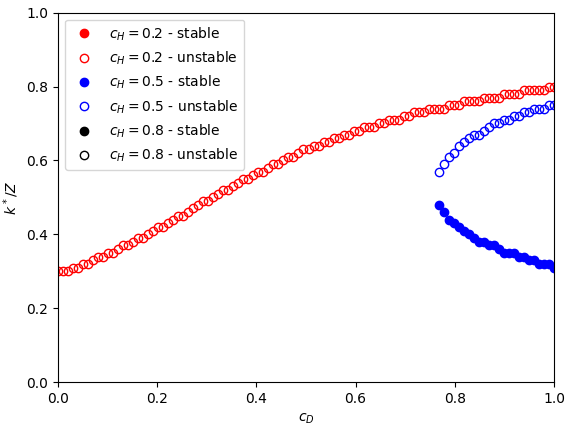 1.0
0.8
0.6
0.4
0.2
0.0
k*/Z
c_H = 0.2 - stable
c_H = 0.2 - unstable
c_H = 0.5 - stable
c_H = 0.5 - unstable
c_H = 0.8 - stable
c_H = 0.8 - unstable
0.0 0.2 0.4 0.6 0.8 1.0
c_D